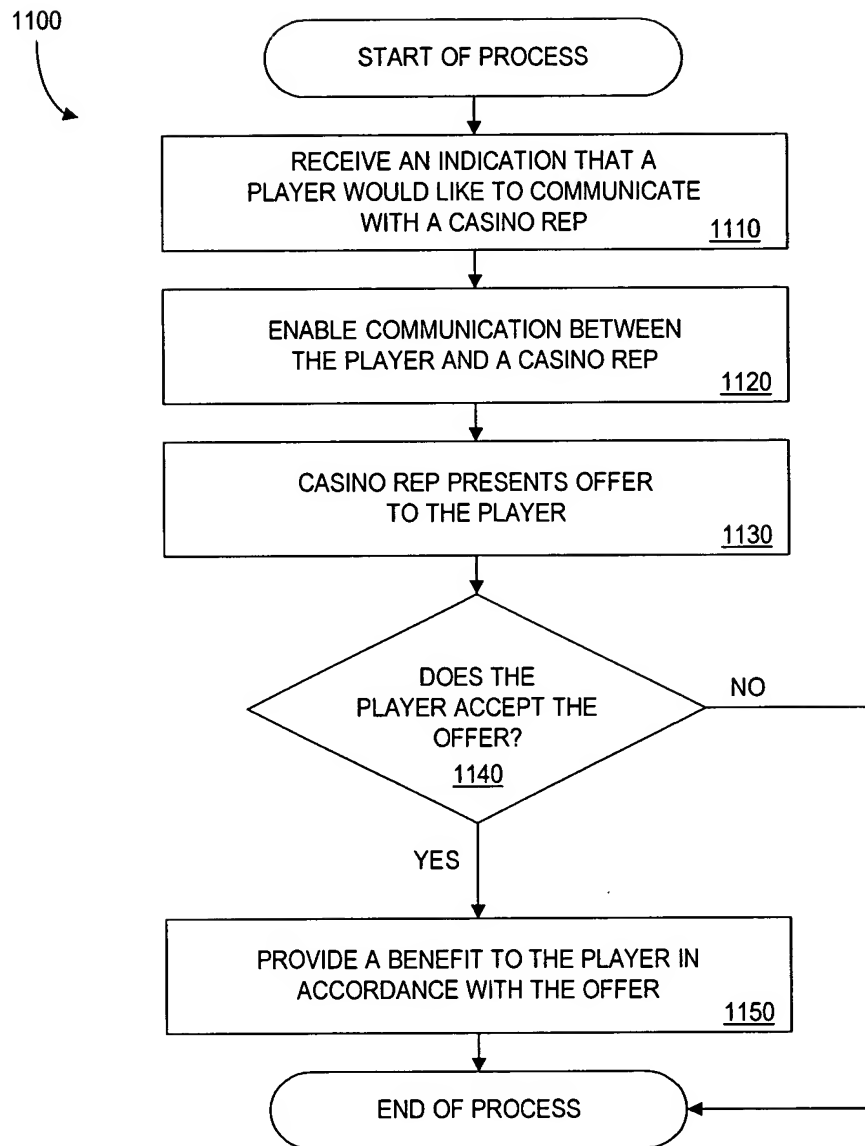 1100
START OF PROCESS
RECEIVE AN INDICATION THAT A
PLAYER WOULD LIKE TO COMMUNICATE
WITH A CASINO REP
1110
ENABLE COMMUNICATION BETWEEN
THE PLAYER AND A CASINO REP
1120
CASINO REP PRESENTS OFFER
TO THE PLAYER
1130
DOES THE
PLAYER ACCEPT THE
OFFER?
1140
NO
YES
PROVIDE A BENEFIT TO THE PLAYER IN
ACCORDANCE WITH THE OFFER
1150
END OF PROCESS